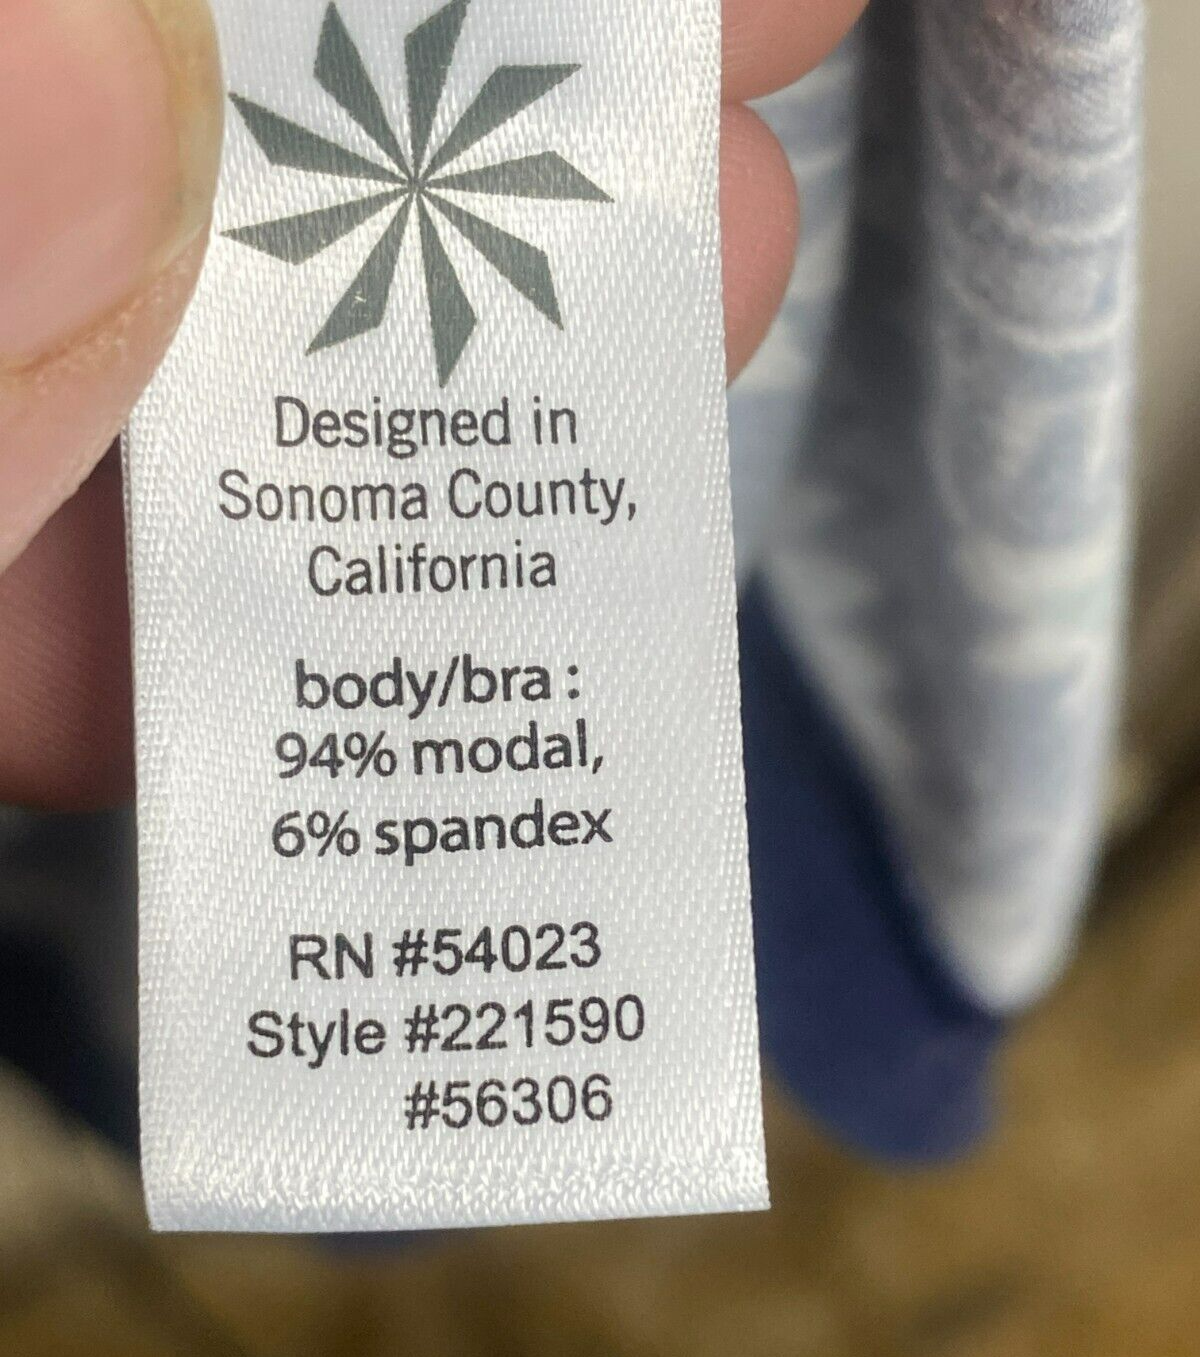 Designed in
Sonoma County,
California
body/bra :
94% modal,
6% spandex
RN #54023
Style #221590
#56306